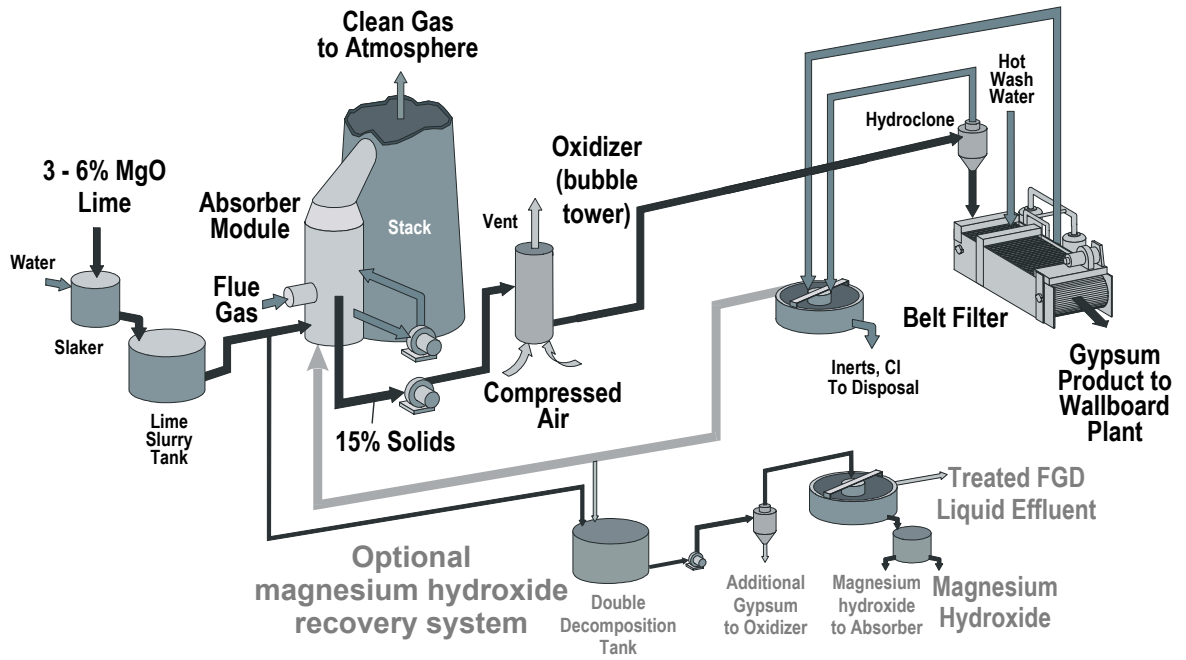 Clean Gas
to Atmosphere
Hot
Wash
Water
Hydroclone
3 - 6% MgO
Lime
Oxidizer
(bubble
tower)
Absorber
Module
Vent
Stack
Water
Flue
Gas
Slaker
Belt Filter
Inerts, Cl
To Disposal
Compressed
Air
Gypsum
Product to
Wallboard
Plant
15% Solids
Lime
Slurry
Tank
Treated FGD
Liquid Effluent
Optional
magnesium hydroxide
recovery system
Double
Decomposition
Tank
Additional
Gypsum
to Oxidizer
Magnesium
hydroxide
to Absorber
Magnesium
Hydroxide